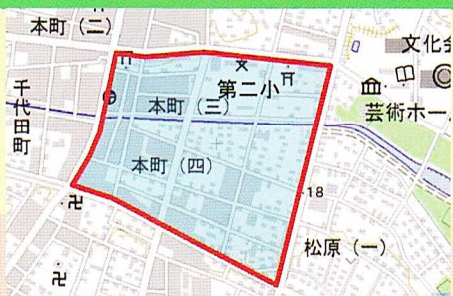 本町（二）
文化会
第二小
千代田町
本町（三）
芸術ホー
本町（四）
18
松原（一）